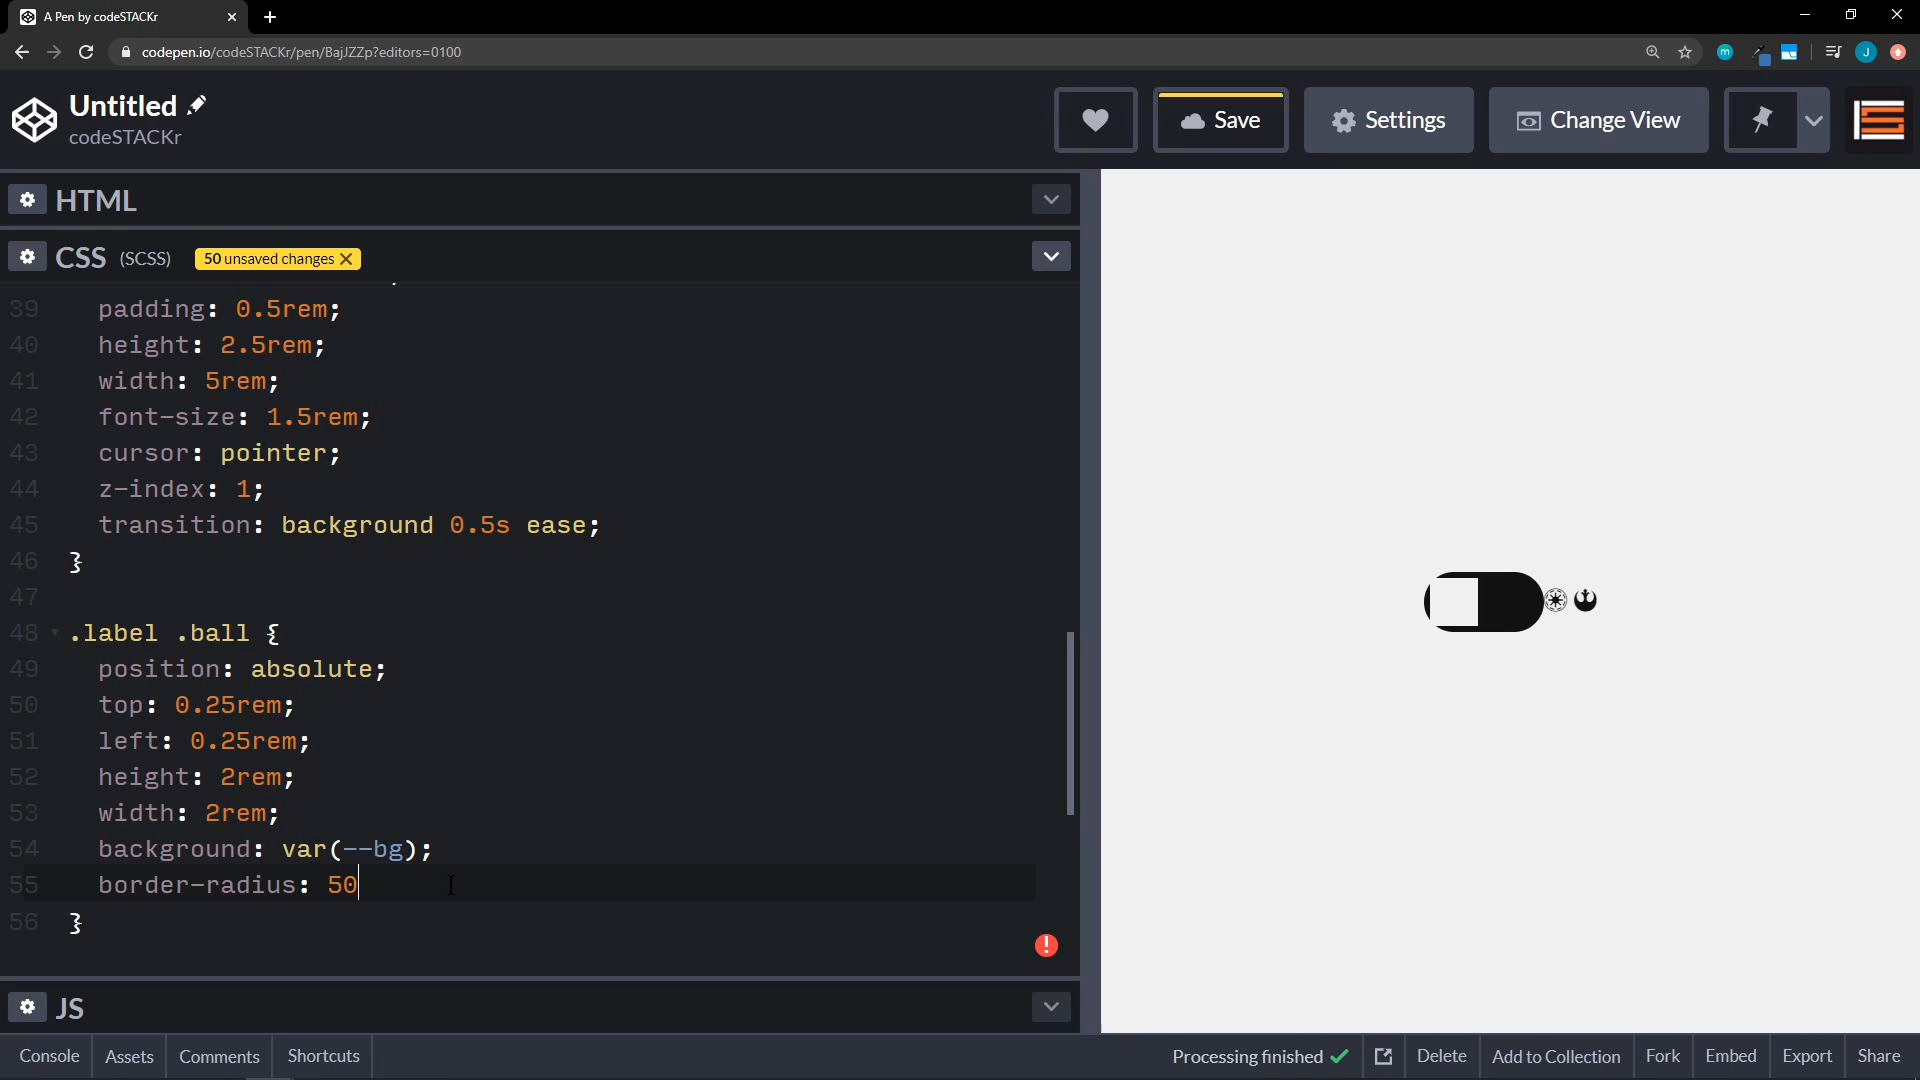 A Pen by codeSTACKr
codepen.io/codeSTACKr/pen/BajJZZp?editors=0100
m
J
Untitled
codeSTACKr
Save
Settings
Change View
HTML
CSS (SCSS) 50 unsaved changes
39 padding: 0.5rem;
40 height: 2.5rem;
41 width: 5rem;
42 font-size: 1.5rem;
43 cursor: pointer;
44 z-index: 1;
45 transition: background 0.5s ease;
46 }
47
48 .label .ball {
49 position: absolute;
50 top: 0.25rem;
51 left: 0.25rem;
52 height: 2rem;
53 width: 2rem;
54 background: var(--bg);
55 border-radius: 50
56 }
JS
Console Assets Comments Shortcuts Processing finished Delete Add to Collection Fork Embed Export Share